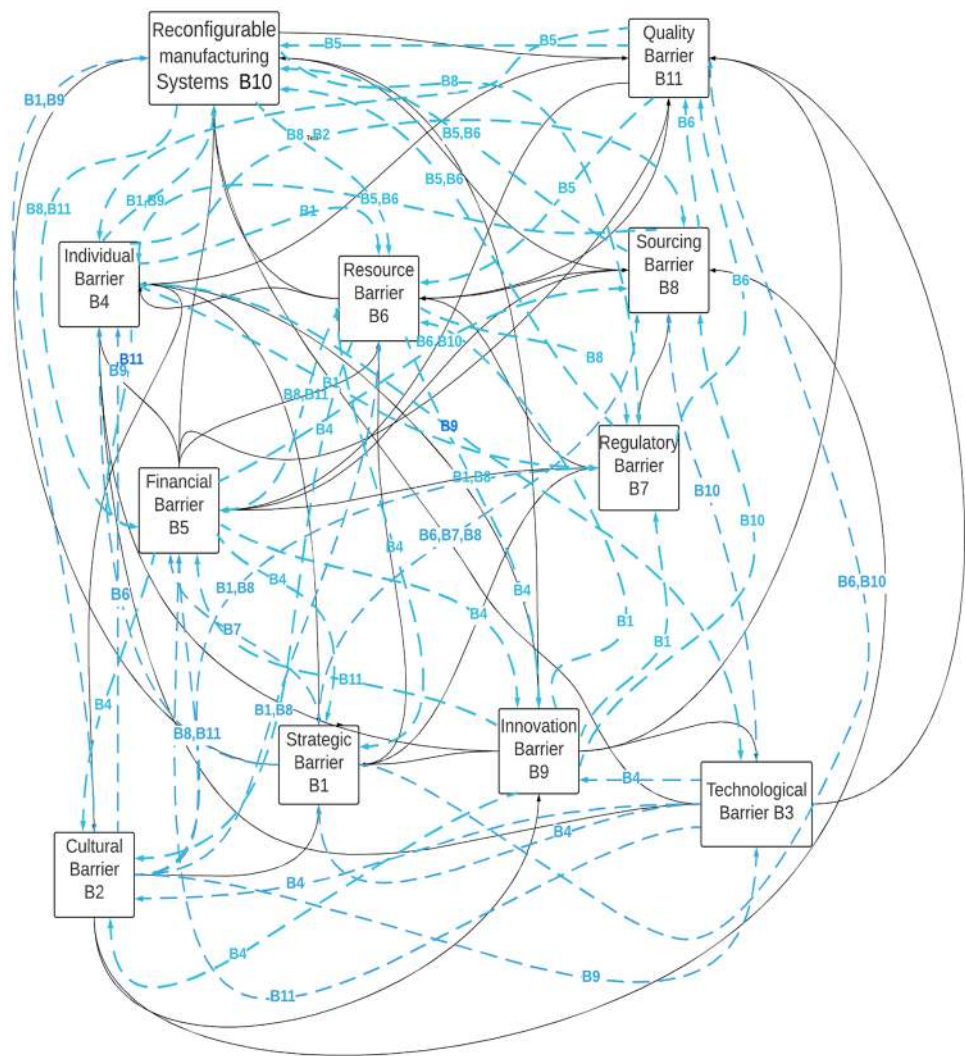 Reconfigurable
manufacturing
Systems B10
Quality
Barrier
B11
B5
B5
B8
B1,B9
B6
B8, B2
B5,B6
B5,B6
B5
B1,B9
B5,B6
B1
B8,B11
Individual
Barrier
B4
Resource
Barrier
B6
Sourcing
Barrier
B8
B6
B11
B9
B1
B6,B10
B8
B8,B11
B4
B9
Regulatory
Barrier
B7
Financial
Barrier
B5
B1,B8
B10
B10
B6,B7,B8
B4
B4
B1,B8
B4
B4
B6,B10
B6
B7
B1
B1
B11
B4
B1,B8
B8,B11
Strategic
Barrier
B1
Innovation
Barrier
B9
Technological
Barrier B3
B4
B4
Cultural
Barrier
B2
B4
B4
B9
B11